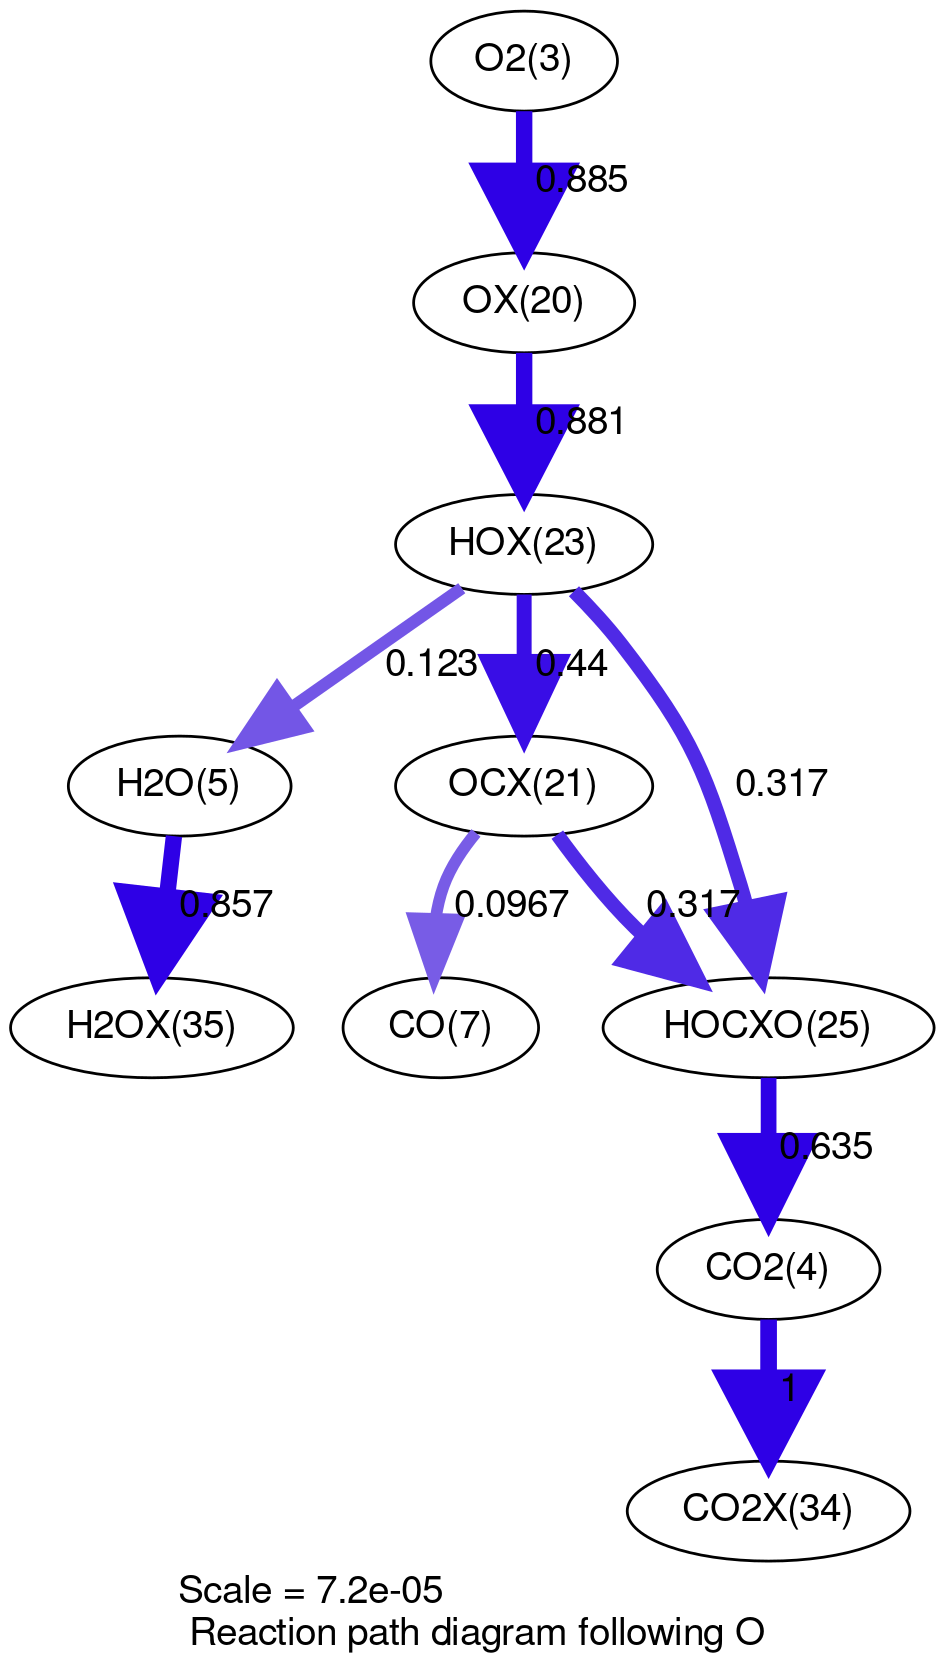 O2(3)
0.885
OX(20)
0.881
HOX(23)
0.123
0.44
0.317
H2O(5)
OCX(21)
0.857
0.0967
0.317
H2OX(35)
CO(7)
HOCXO(25)
0.635
CO2(4)
1
CO2X(34)
Scale = 7.2e-05
Reaction path diagram following O